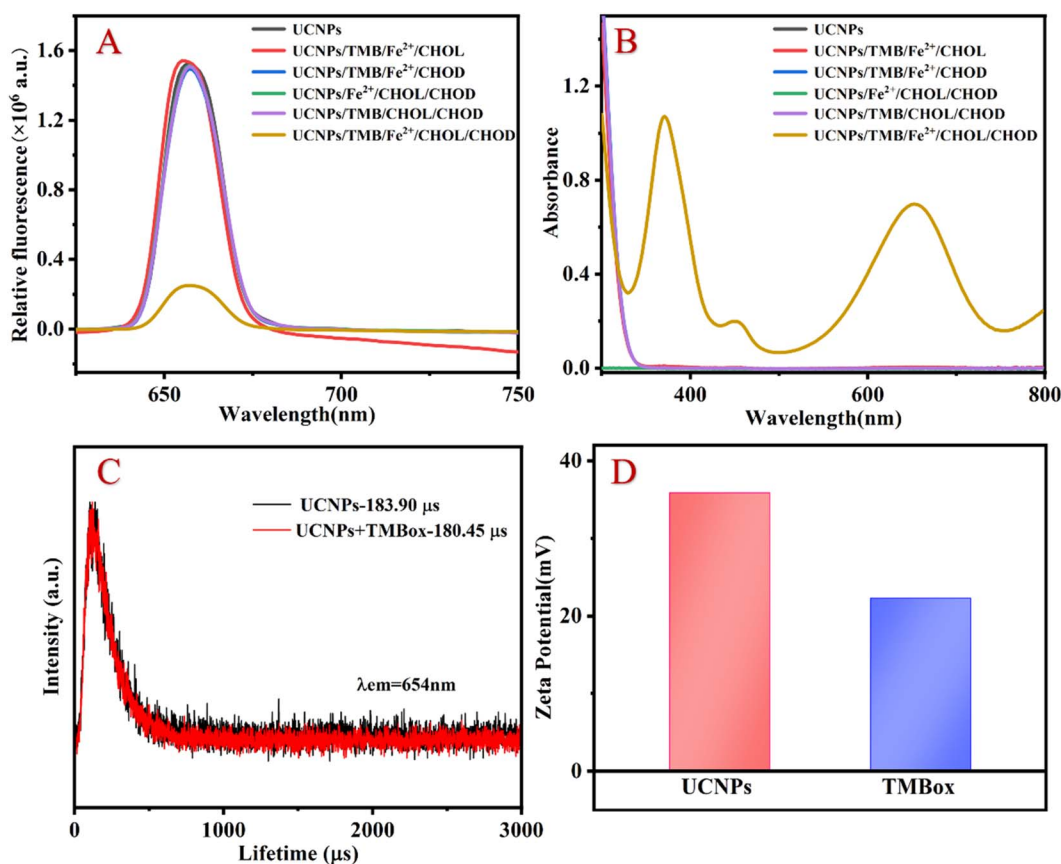 A
UCNPs
UCNPs/TMB/Fe²⁺/CHOL
UCNPs/TMB/Fe²⁺/CHOD
UCNPs/Fe²⁺/CHOL/CHOD
UCNPs/TMB/CHOL/CHOD
UCNPs/TMB/Fe²⁺/CHOL/CHOD
Relative fluorescence (×10⁶ a.u.)
1.6
1.2
0.8
0.4
0.0
650
700
750
Wavelength(nm)
B
UCNPs
UCNPs/TMB/Fe²⁺/CHOL
UCNPs/TMB/Fe²⁺/CHOD
UCNPs/Fe²⁺/CHOL/CHOD
UCNPs/TMB/CHOL/CHOD
UCNPs/TMB/Fe²⁺/CHOL/CHOD
Absorbance
1.2
0.8
0.4
0.0
400
600
800
Wavelength(nm)
C
UCNPs-183.90 μs
UCNPs+TMBox-180.45 μs
λem=654nm
Intensity (a.u.)
0
1000
2000
3000
Lifetime (μs)
D
Zeta Potential(mV)
40
20
0
UCNPs
TMBox